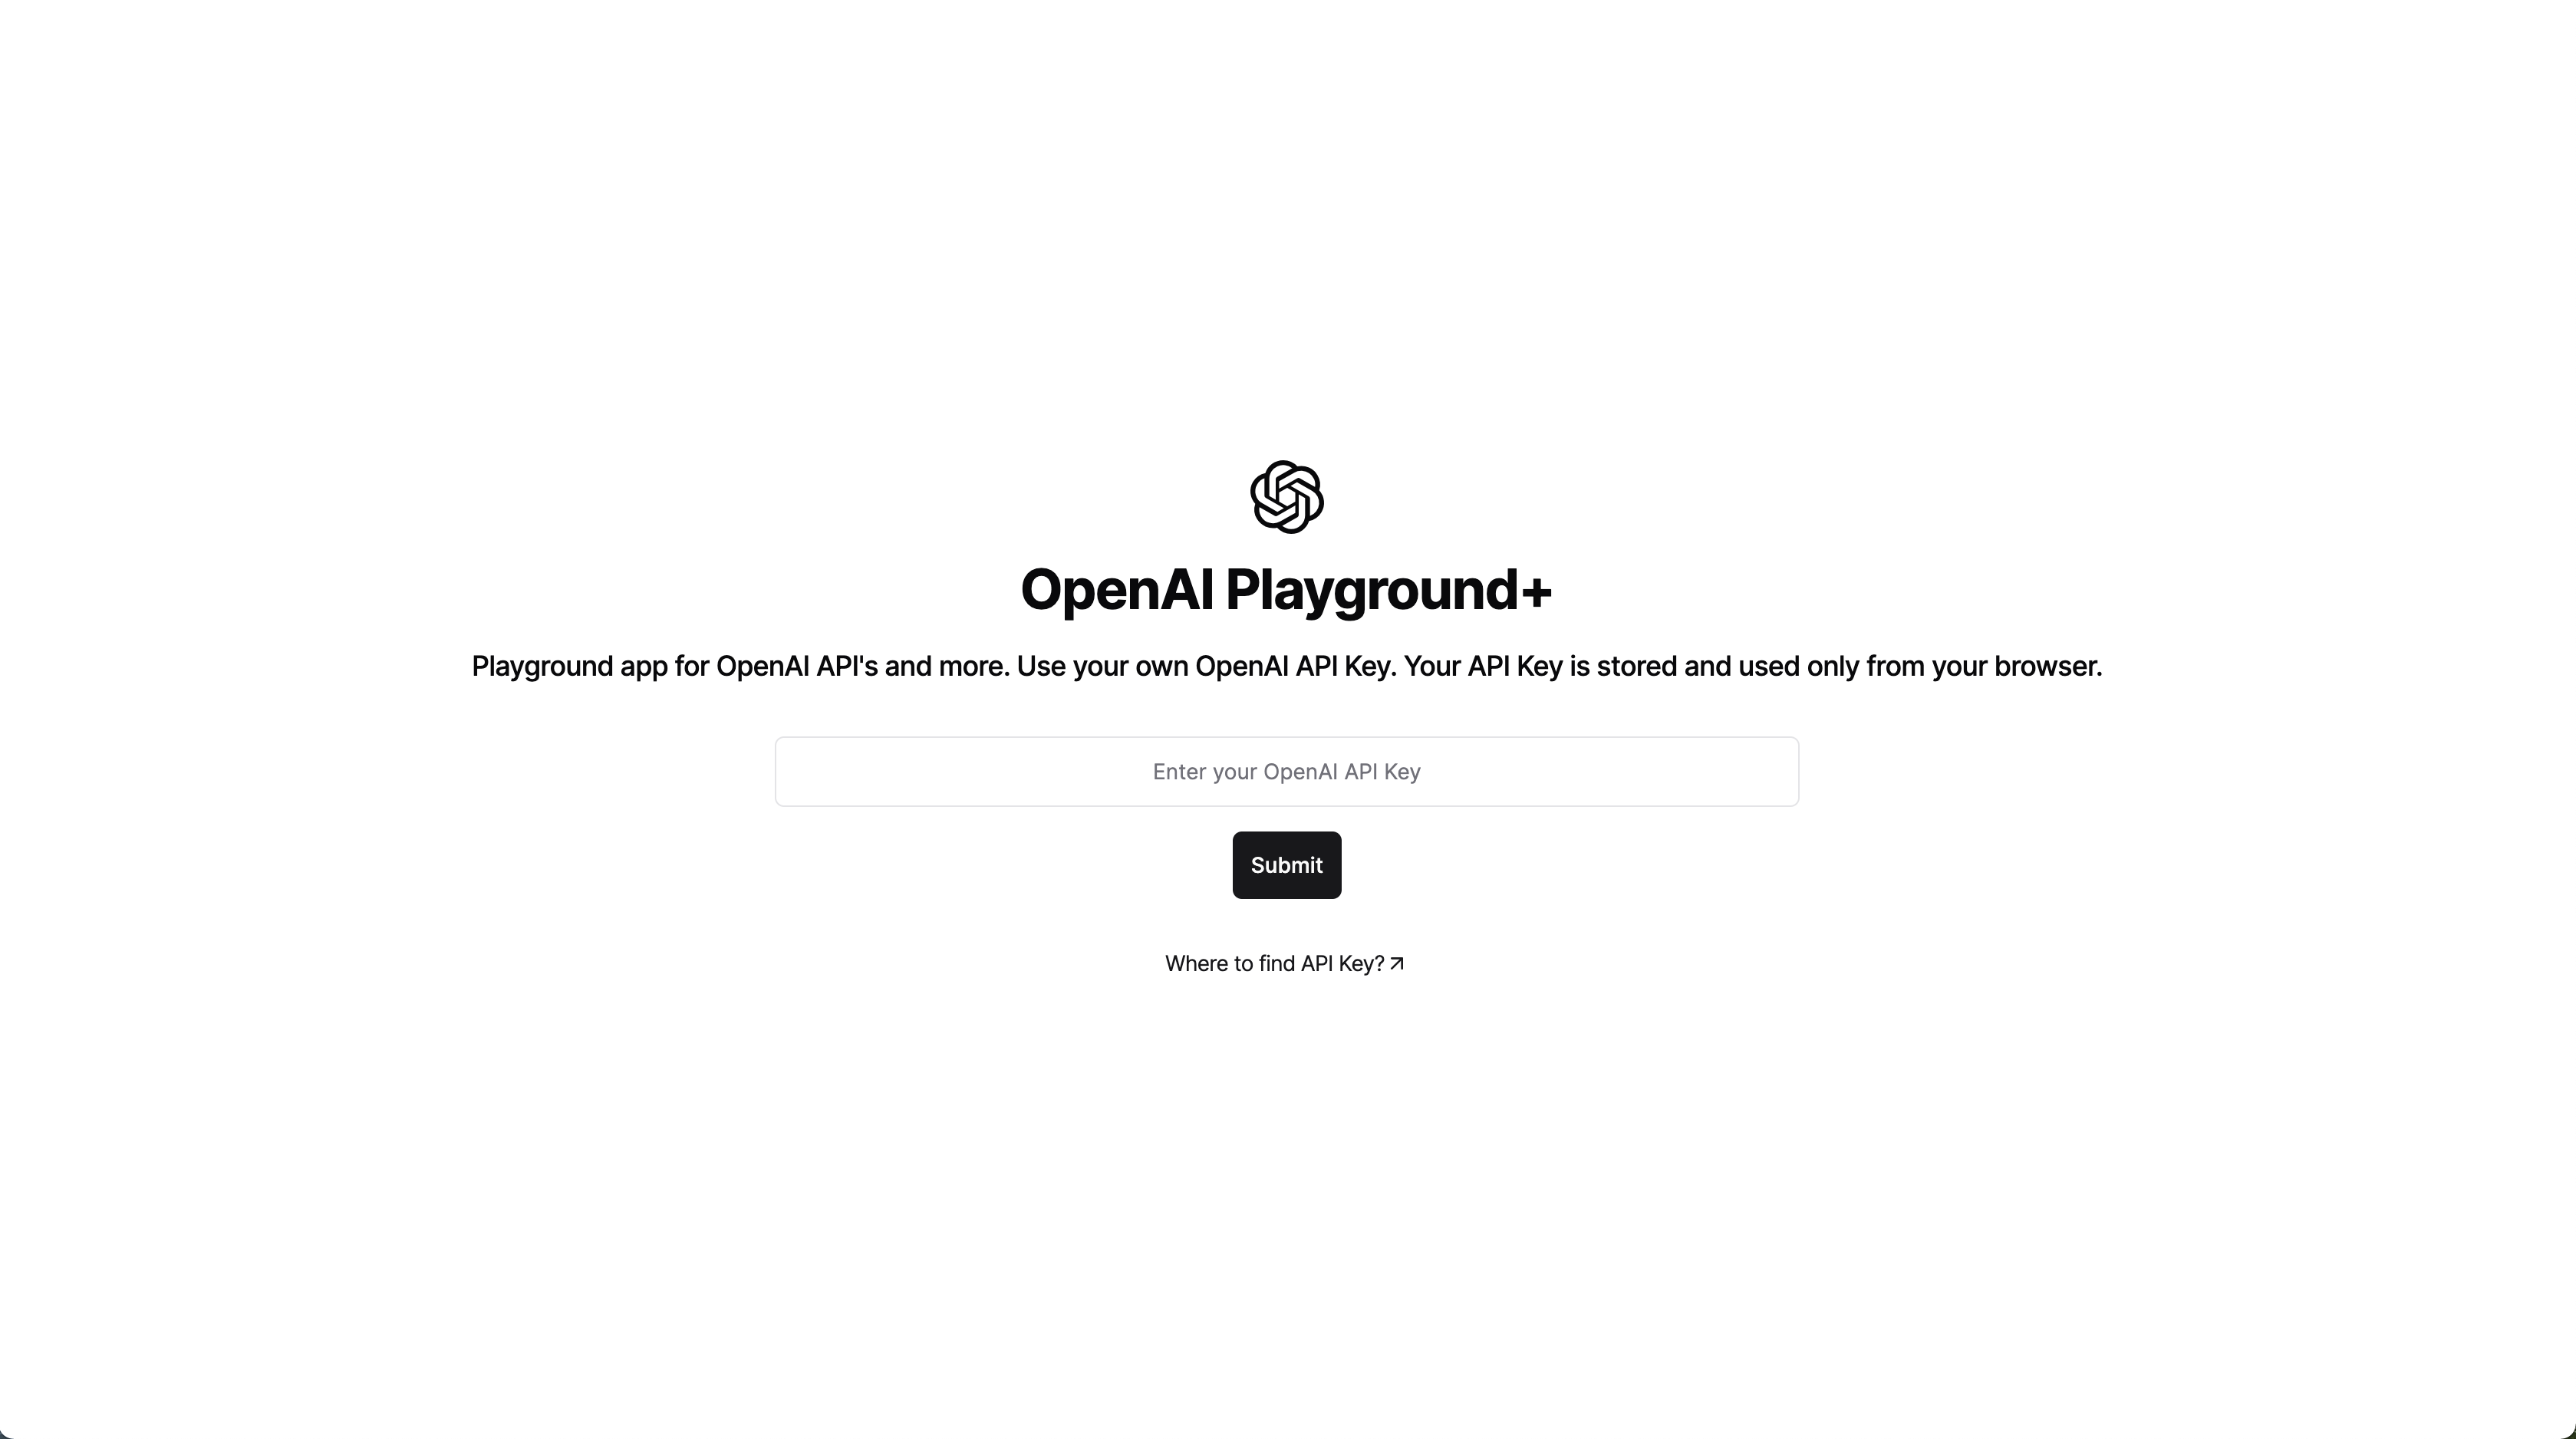 OpenAI Playground+
Playground app for OpenAI API's and more. Use your own OpenAI API Key. Your API Key is stored and used only from your browser.
Enter your OpenAI API Key
Submit
Where to find API Key?